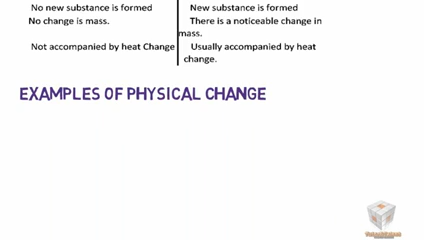 No new substance is formed
New substance is formed
No change is mass.
There is a noticeable change in
mass.
Not accompanied by heat Change
Usually accompanied by heat
change.
EXAMPLES OF PHYSICAL CHANGE